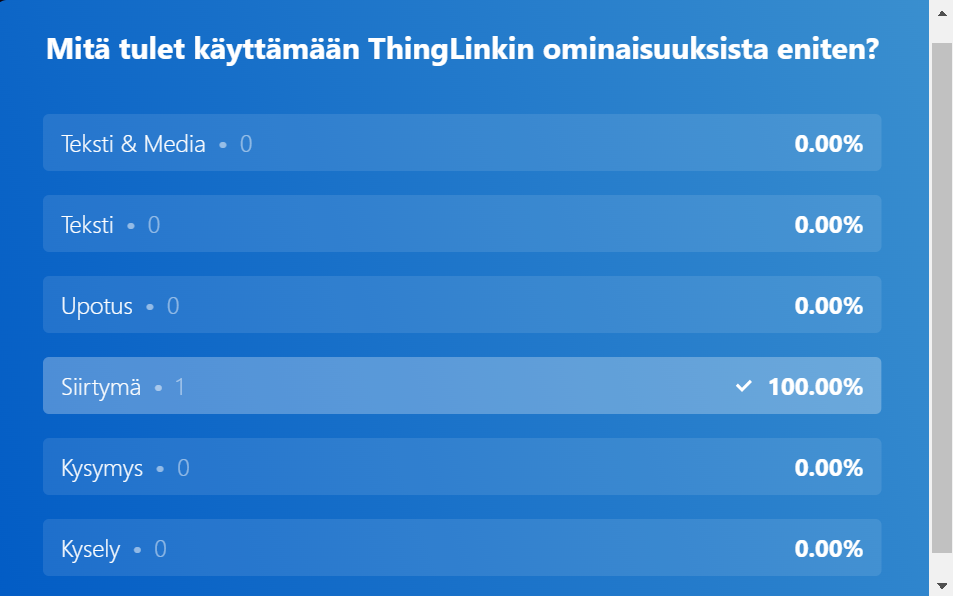 Mitä tulet käyttämään ThingLinkin ominaisuuksista eniten?
Teksti & Media • 0 0.00%
Teksti • 0 0.00%
Upotus • 0 0.00%
Siirtymä • 1 ✓ 100.00%
Kysymys • 0 0.00%
Kysely • 0 0.00%